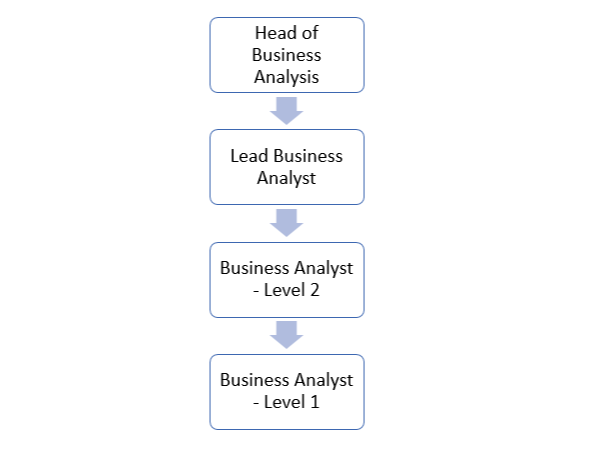 Head of
Business
Analysis
Lead Business
Analyst
Business Analyst
- Level 2
Business Analyst
- Level 1